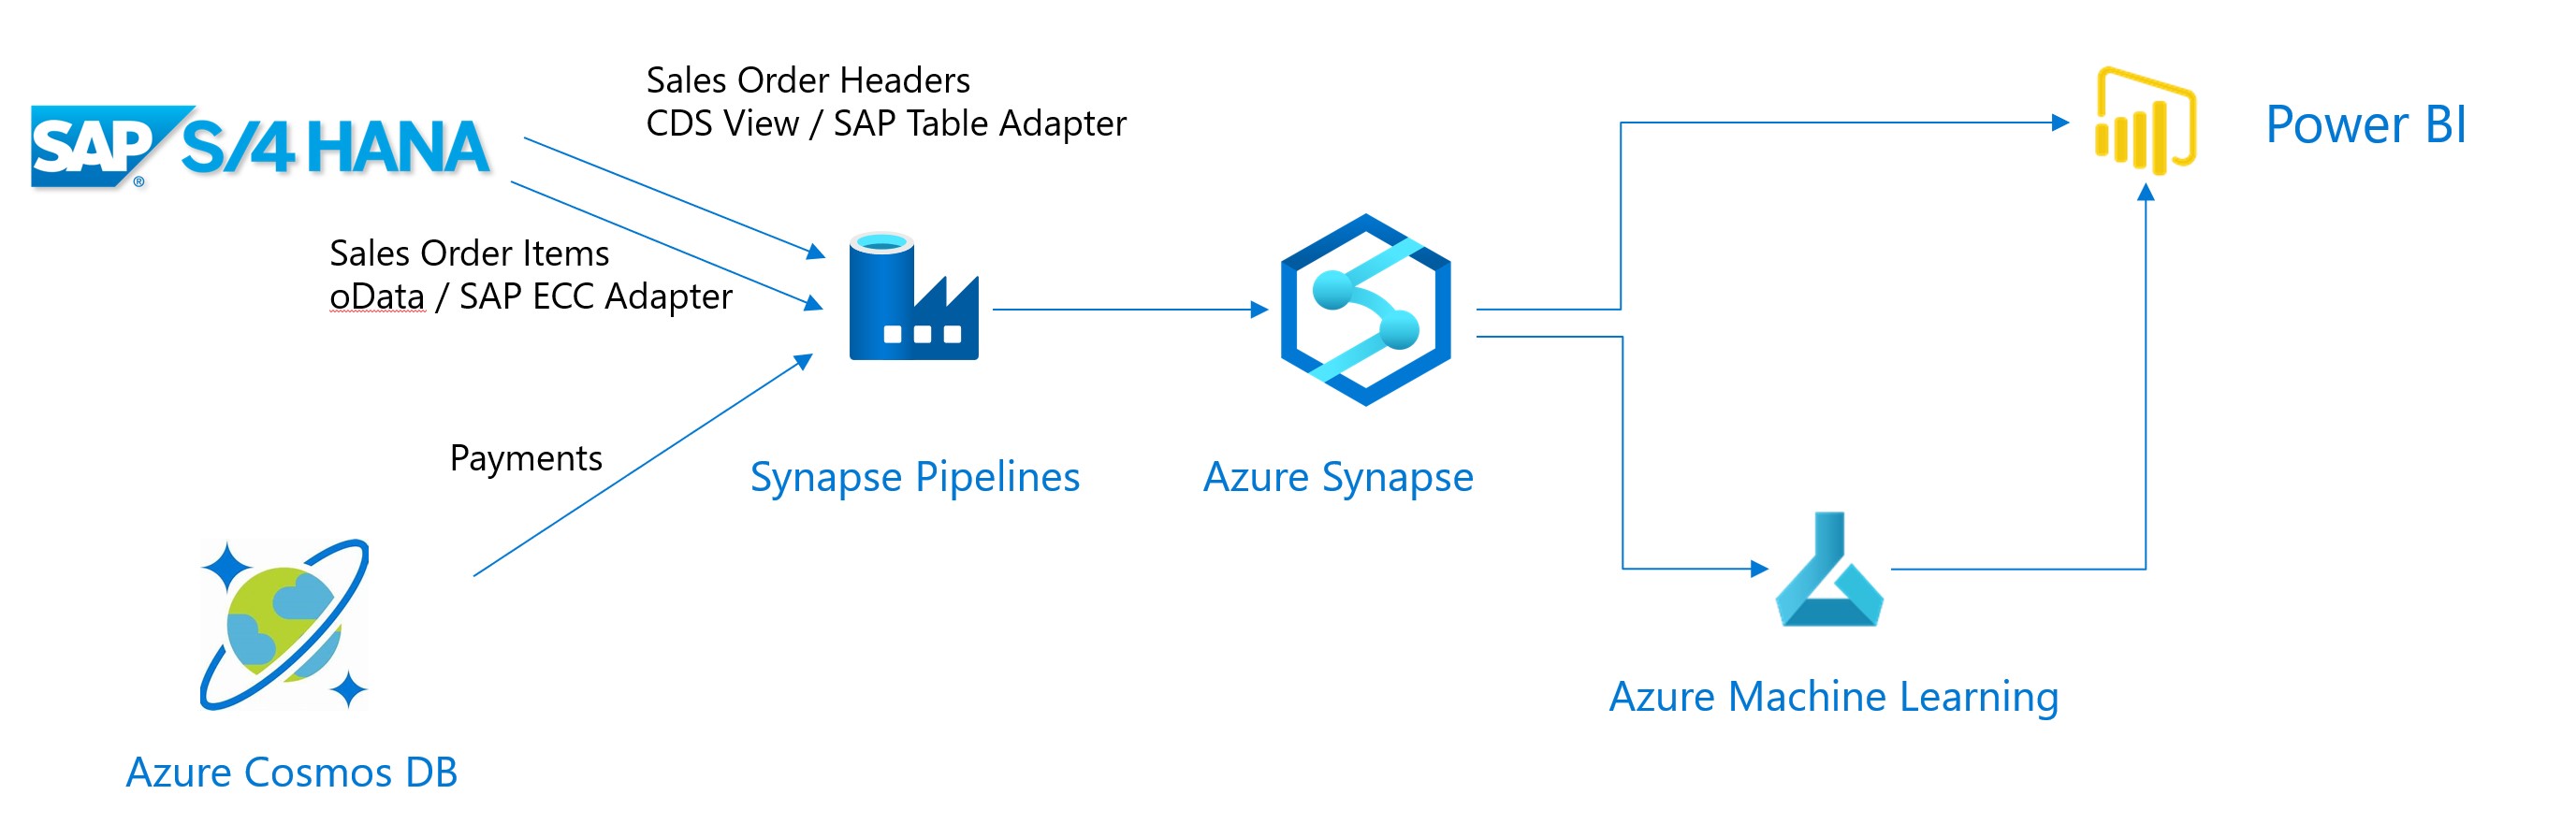 Sales Order Headers
CDS View / SAP Table Adapter
SAP S/4 HANA
®
Power BI
Sales Order Items
oData / SAP ECC Adapter
Payments
Synapse Pipelines
Azure Synapse
Azure Machine Learning
Azure Cosmos DB